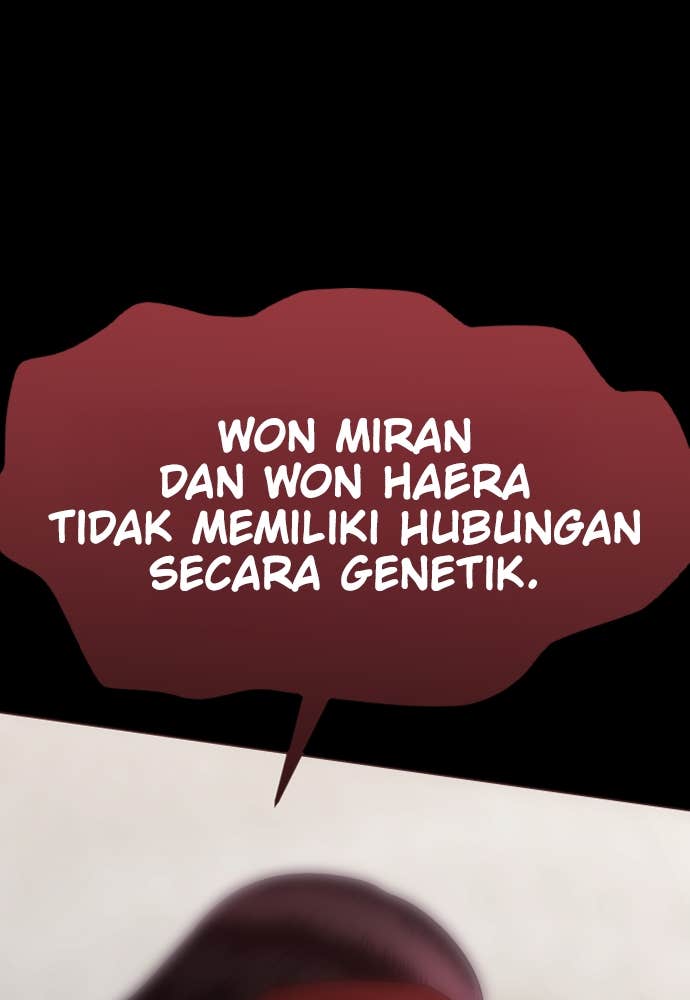 WON MIRAN
DAN WON HAERA
TIDAK MEMILIKI HUBUNGAN
SECARA GENETIK.